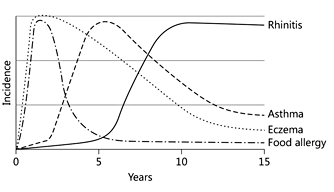 Rhinitis
Incidence
Asthma
Eczema
Food allergy
0
5
10
15
Years